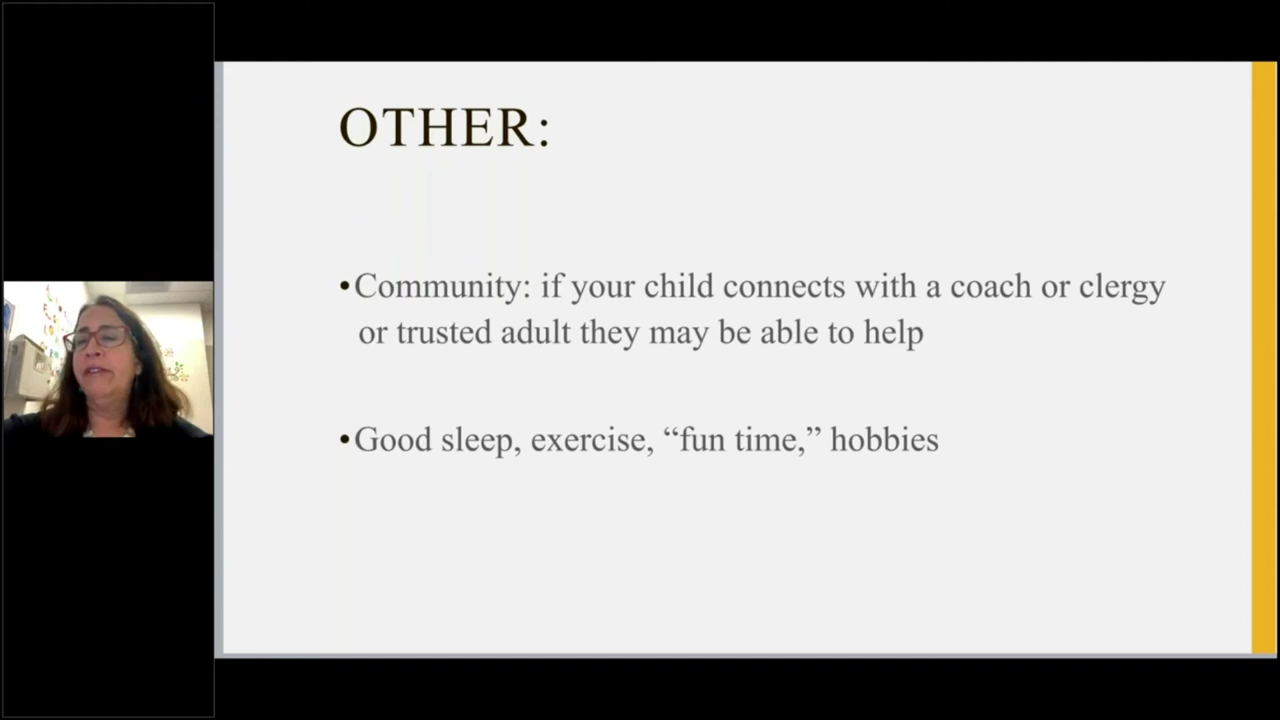 OTHER:
•Community: if your child connects with a coach or clergy
or trusted adult they may be able to help
•Good sleep, exercise, “fun time,” hobbies